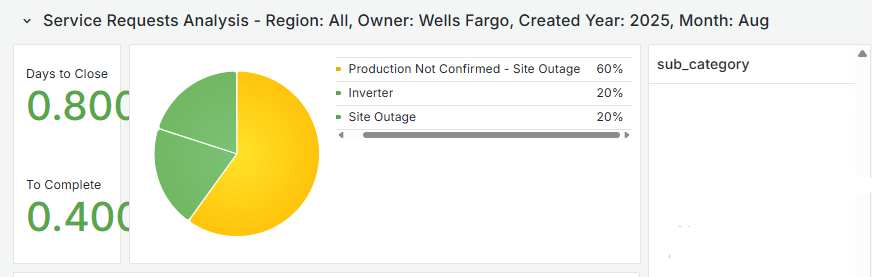 Service Requests Analysis - Region: All, Owner: Wells Fargo, Created Year: 2025, Month: Aug
Days to Close
0.800
To Complete
0.400
Production Not Confirmed - Site Outage 60%
Inverter 20%
Site Outage 20%
sub_category